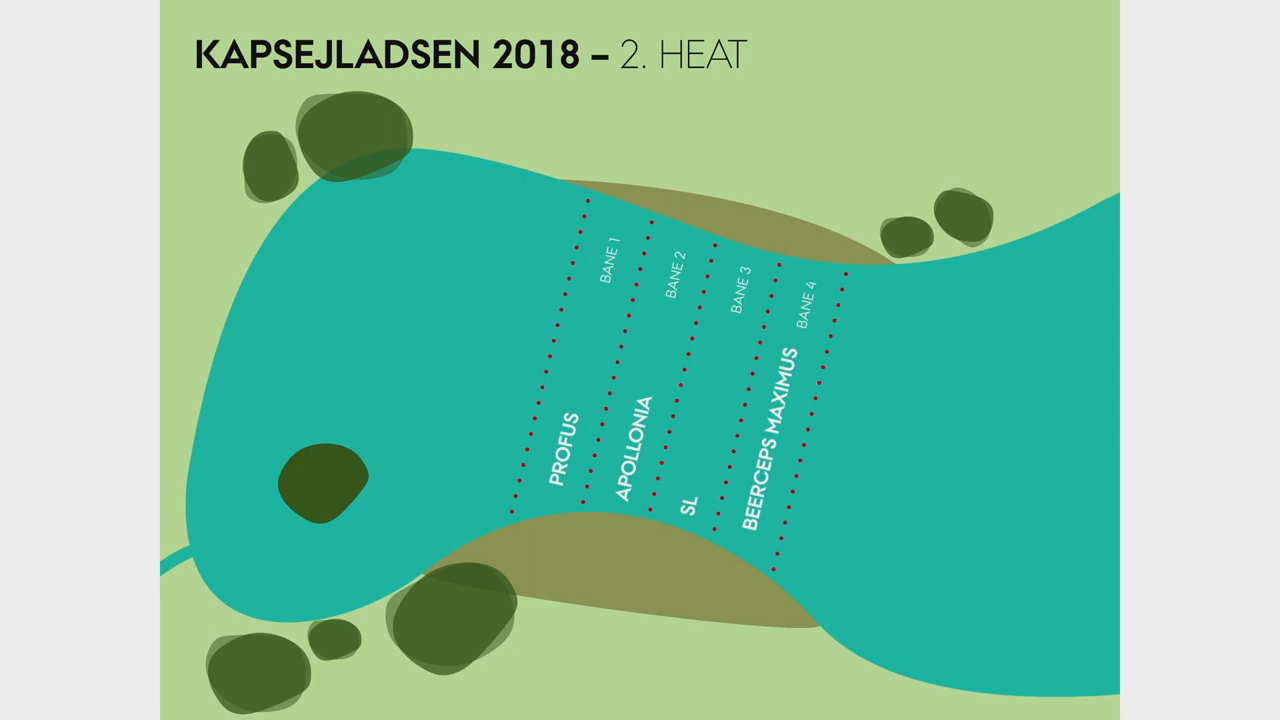 KAPSEJLADSEN 2018 – 2. HEAT
BANE 1
PROFUS
BANE 2
APOLLONIA
BANE 3
SL
BANE 4
BEERCEPS MAXIMUS